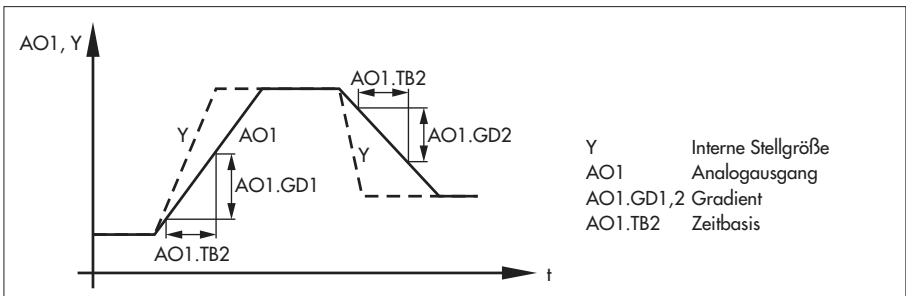 AO1, Y
AO1.TB2
Y
AO1
AO1.GD2
Y
AO1.GD1
AO1.TB2
t
Y Interne Stellgröße
AO1 Analogausgang
AO1.GD1,2 Gradient
AO1.TB2 Zeitbasis